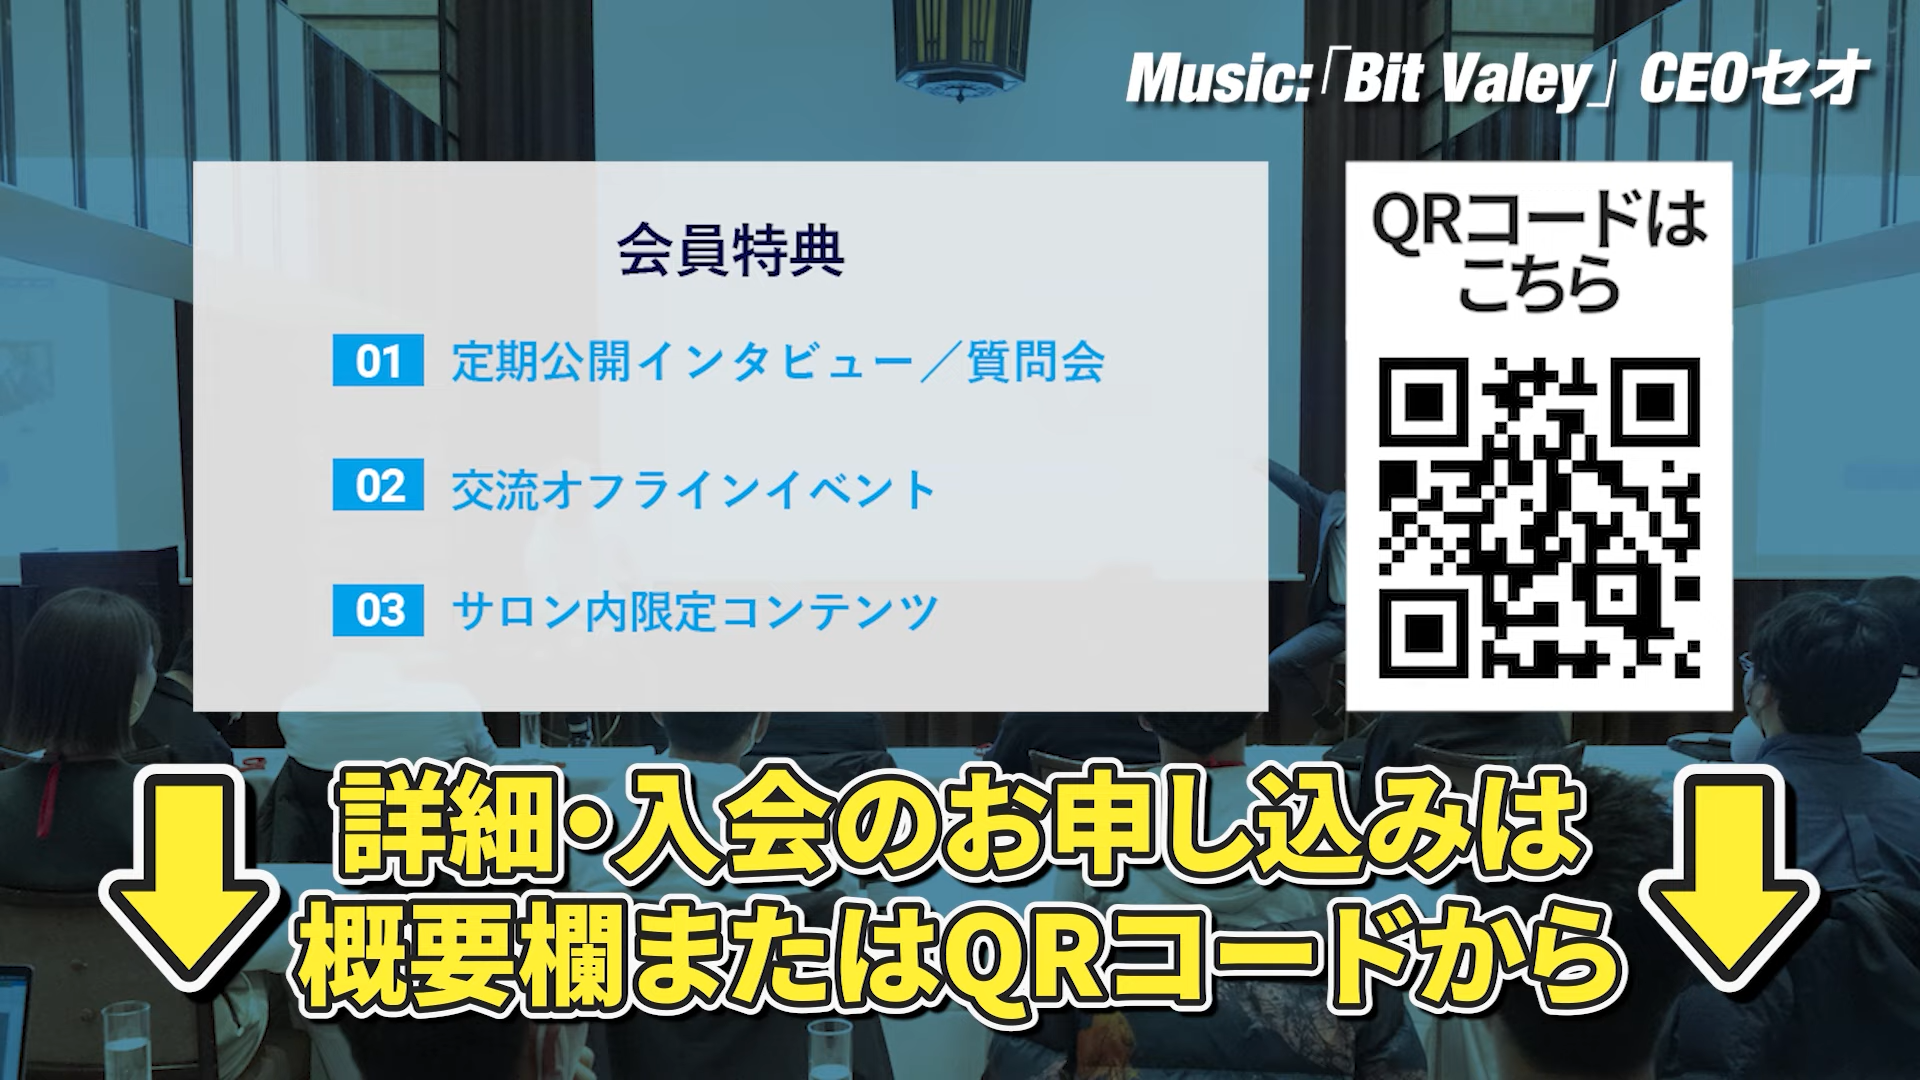 Music:「Bit Valey」 CEOセオ
会員特典
01 定期公開インタビュー／質問会
02 交流オフラインイベント
03 サロン内限定コンテンツ
QRコードは
こちら
詳細・入会のお申し込みは
概要欄またはQRコードから